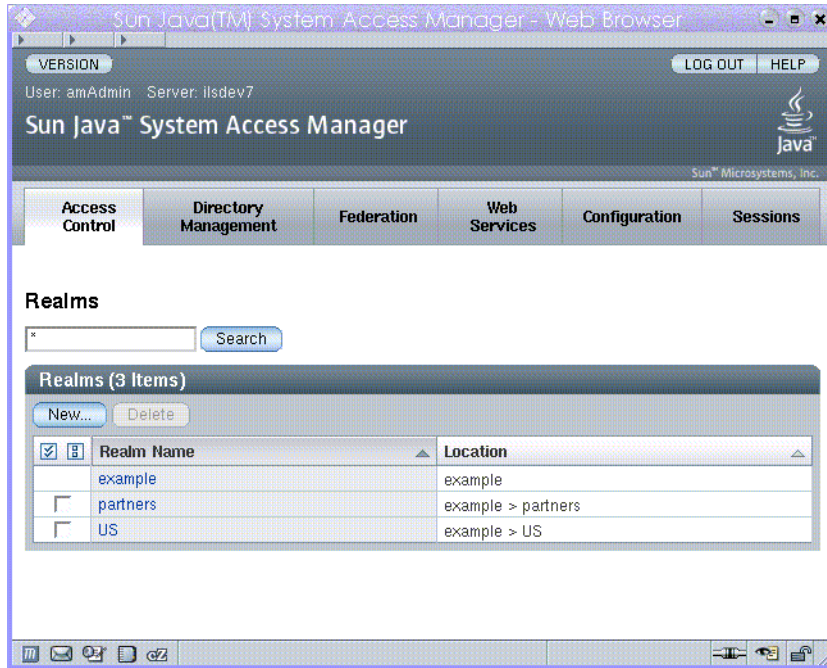 Sun Java(TM) System Access Manager - Web Browser
VERSION
LOG OUT
HELP
User: amAdmin Server: ilsdev7
Sun Java™ System Access Manager
Java™
Sun™ Microsystems, Inc.
Access Control
Directory Management
Federation
Web Services
Configuration
Sessions
Realms
*
Search
Realms (3 Items)
New...
Delete
Realm Name
Location
example
example
partners
example > partners
US
example > US